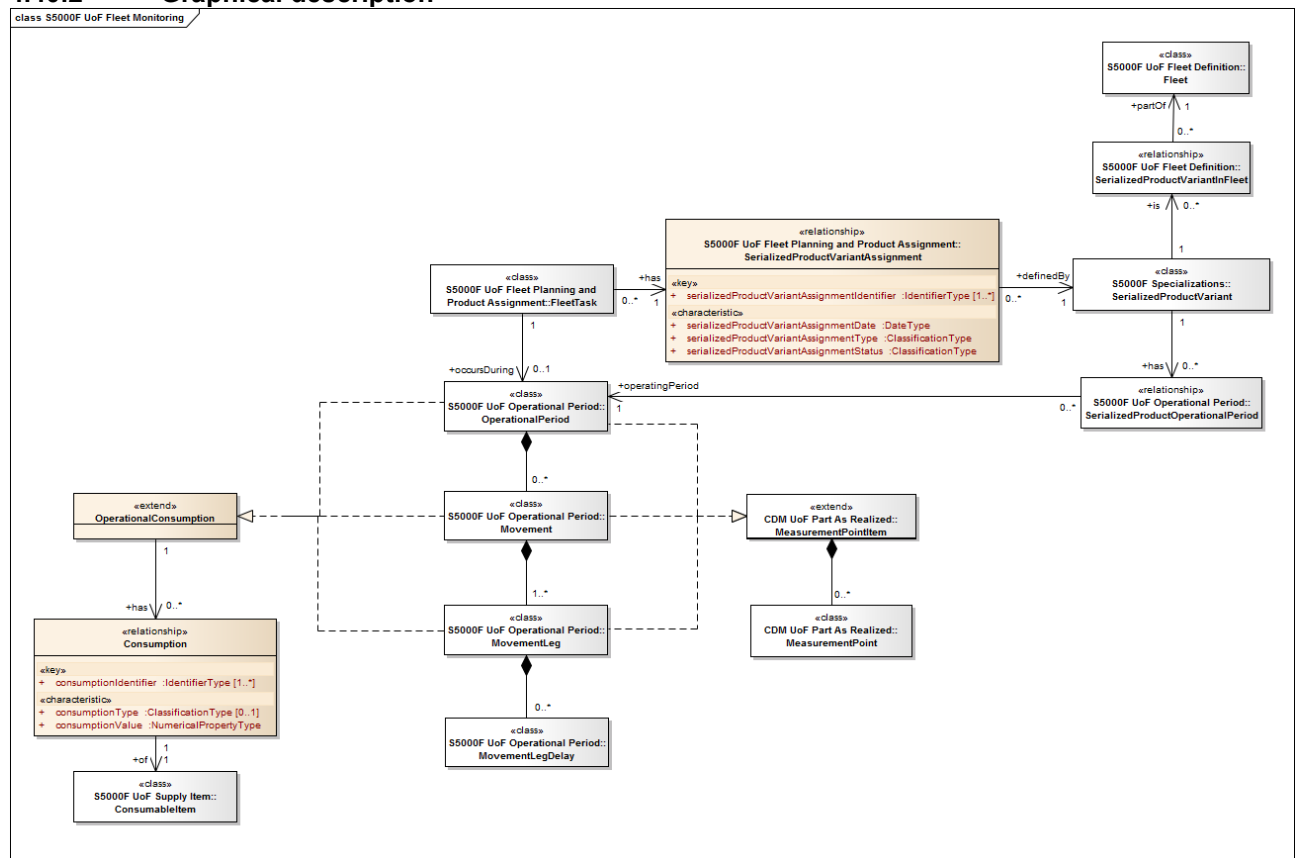 4.10.2 Graphical description
class S5000F UoF Fleet Monitoring
«class»
S5000F UoF Fleet Definition::
Fleet
+partOf
1
0..*
«relationship»
S5000F UoF Fleet Definition::
SerializedProductVariantInFleet
+is
0..*
1
«relationship»
S5000F UoF Fleet Planning and Product Assignment::
SerializedProductVariantAssignment
«key»
+ serializedProductVariantAssignmentIdentifier :IdentifierType [1..*]
«characteristic»
+ serializedProductVariantAssignmentDate :DateType
+ serializedProductVariantAssignmentType :ClassificationType
+ serializedProductVariantAssignmentStatus :ClassificationType
«class»
S5000F UoF Fleet Planning and
Product Assignment::FleetTask
+has
0..*
1
+definedBy
0..*
1
«class»
S5000F Specializations::
SerializedProductVariant
1
+has
0..*
1
+occursDuring
0..1
«class»
S5000F UoF Operational Period::
OperationalPeriod
+operatingPeriod
1
0..*
«relationship»
S5000F UoF Operational Period::
SerializedProductOperationalPeriod
0..*
«extend»
OperationalConsumption
«class»
S5000F UoF Operational Period::
Movement
«extend»
CDM UoF Part As Realized::
MeasurementPointItem
1
+has
0..*
1..*
0..*
«relationship»
Consumption
«key»
+ consumptionIdentifier :IdentifierType [1..*]
«characteristic»
+ consumptionType :ClassificationType [0..1]
+ consumptionValue :NumericalPropertyType
«class»
S5000F UoF Operational Period::
MovementLeg
«class»
CDM UoF Part As Realized::
MeasurementPoint
0..*
«class»
S5000F UoF Operational Period::
MovementLegDelay
1
+of
1
«class»
S5000F UoF Supply Item::
ConsumableItem